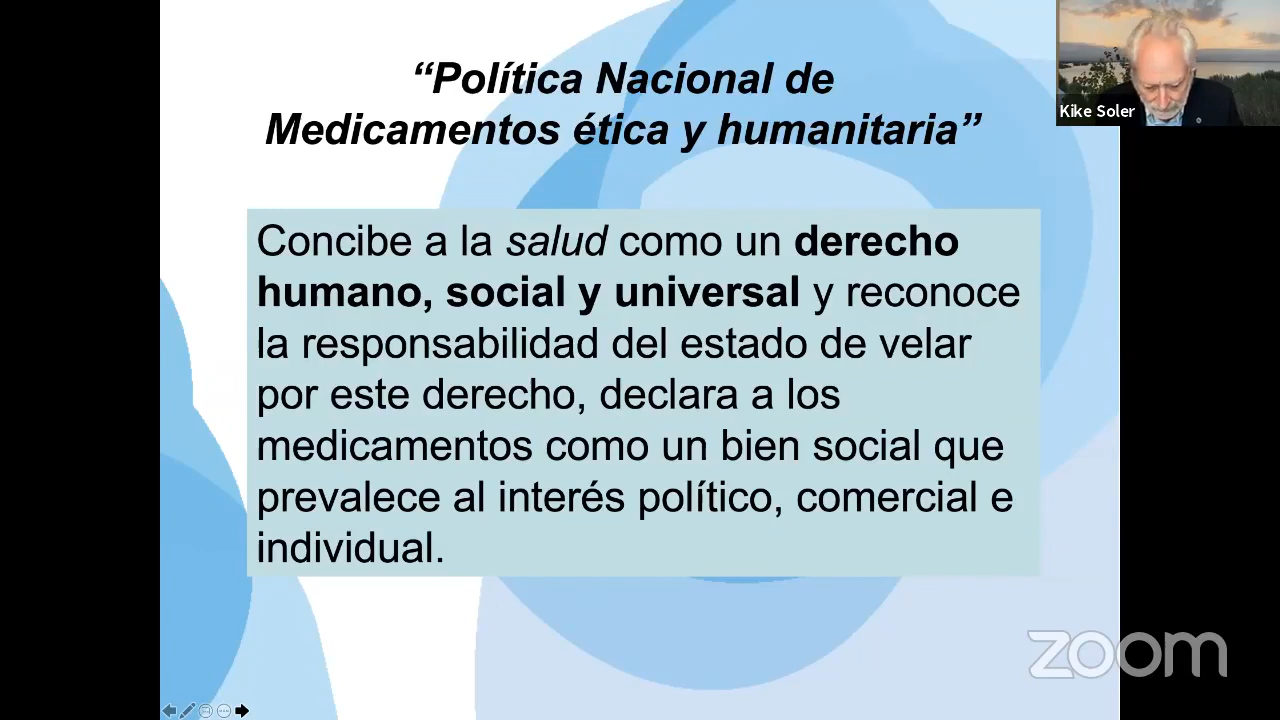 “Política Nacional de
Medicamentos ética y humanitaria”
Kike Soler
Concibe a la salud como un derecho
humano, social y universal y reconoce
la responsabilidad del estado de velar
por este derecho, declara a los
medicamentos como un bien social que
prevalece al interés político, comercial e
individual.
zoom